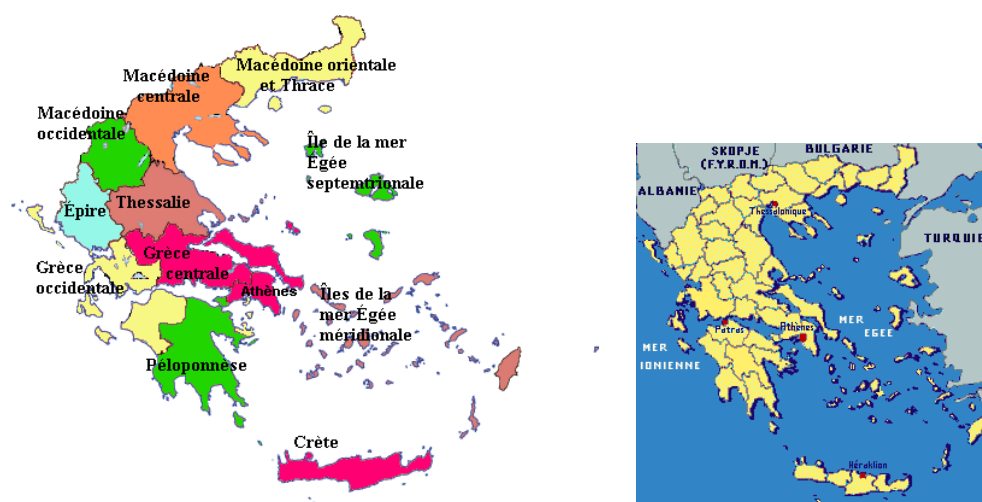 Macédoine orientale
et Thrace
Macédoine
centrale
Macédoine
occidentale
Île de la mer
Égée
septemtrionale
Épire
Thessalie
Grèce
centrale
Grèce
occidentale
Athènes
Îles de la
mer Égée
méridionale
Péloponnèse
Crète
SKOPJE
(F.Y.R.O.M.)
BULGARIE
ALBANIE
Thessalonique
TURQUIE
Patras
Athènes
MER
EGÉE
MER
IONIENNE
Héraklion